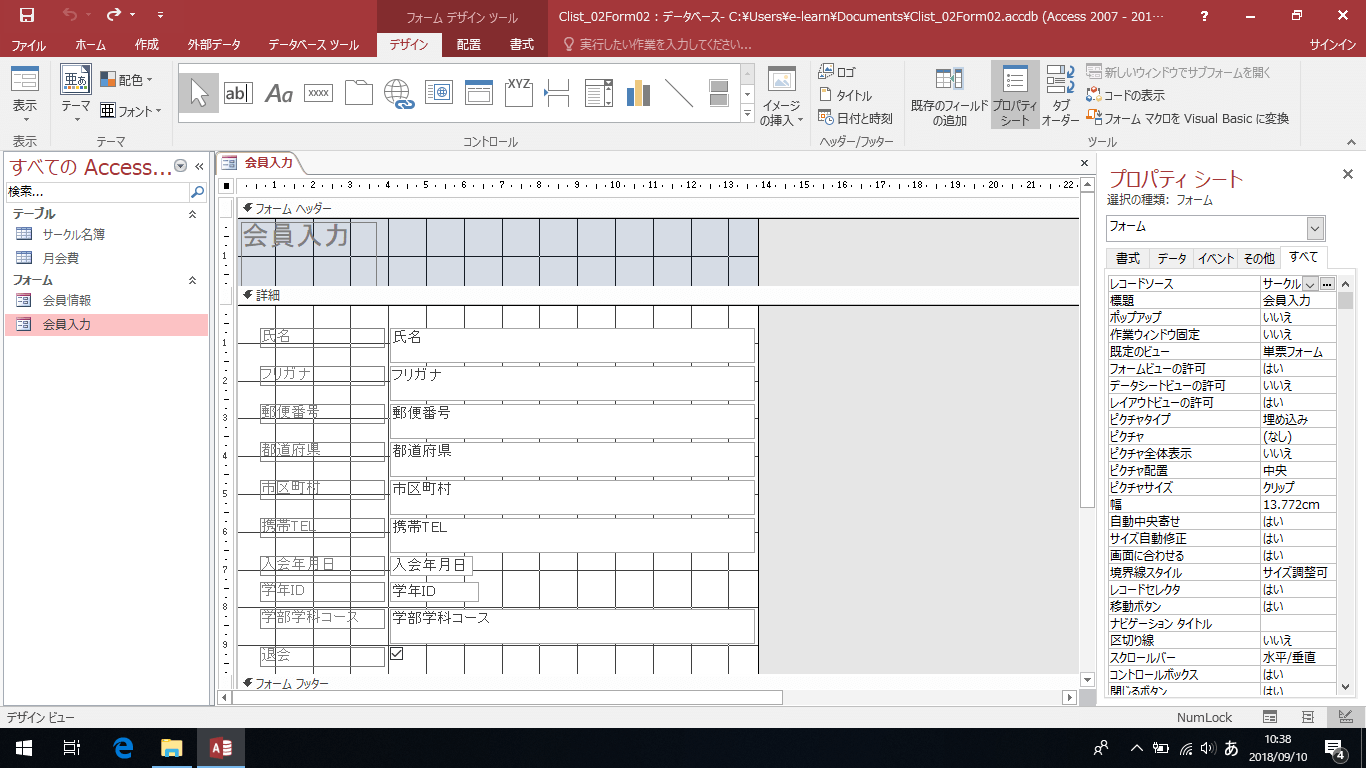 フォーム デザイン ツール
Clist_02Form02 : データベース- C:¥Users¥e-learn¥Documents¥Clist_02Form02.accdb (Access 2007 - 201…
?
ファイル ホーム 作成 外部データ データベース ツール デザイン 配置 書式 実行したい作業を入力してください... サインイン
表示
表示
亜ぁ
テーマ
配色
フォント
テーマ
ab
Aa
xxxx
XYZ
コントロール
イメージ
の挿入
ロゴ
タイトル
日付と時刻
ヘッダー/フッター
既存のフィールド
の追加
プロパティ
シート
タブ
オーダー
新しいウィンドウでサブフォームを開く
コードの表示
フォーム マクロを Visual Basic に変換
ツール
すべての Access...
検索...
テーブル
サークル名簿
月会費
フォーム
会員情報
会員入力
会員入力
1 2 3 4 5 6 7 8 9 10 11 12 13 14 15 16 17 18 19 20 21 22
フォーム ヘッダー
会員入力
1
詳細
氏名 氏名
1
フリガナ フリガナ
2
郵便番号 郵便番号
3
都道府県 都道府県
4
市区町村 市区町村
5
携帯TEL 携帯TEL
6
入会年月日 入会年月日
7
学年ID 学年ID
8
学部学科コース 学部学科コース
9
退会
フォーム フッター
プロパティ シート
選択の種類: フォーム
フォーム
書式 データ イベント その他 すべて
レコードソース サークル
標題 会員入力
ポップアップ いいえ
作業ウィンドウ固定 いいえ
既定のビュー 単票フォーム
フォームビューの許可 はい
データシートビューの許可 いいえ
レイアウトビューの許可 はい
ピクチャタイプ 埋め込み
ピクチャ (なし)
ピクチャ全体表示 いいえ
ピクチャ配置 中央
ピクチャサイズ クリップ
幅 13.772cm
自動中央寄せ はい
サイズ自動修正 はい
画面に合わせる はい
境界線スタイル サイズ調整可
レコードセレクタ はい
移動ボタン はい
ナビゲーション タイトル
区切り線 いいえ
スクロールバー 水平/垂直
コントロールボックス はい
閉じるボタン はい
デザイン ビュー
NumLock
あ
10:38
2018/09/10
4